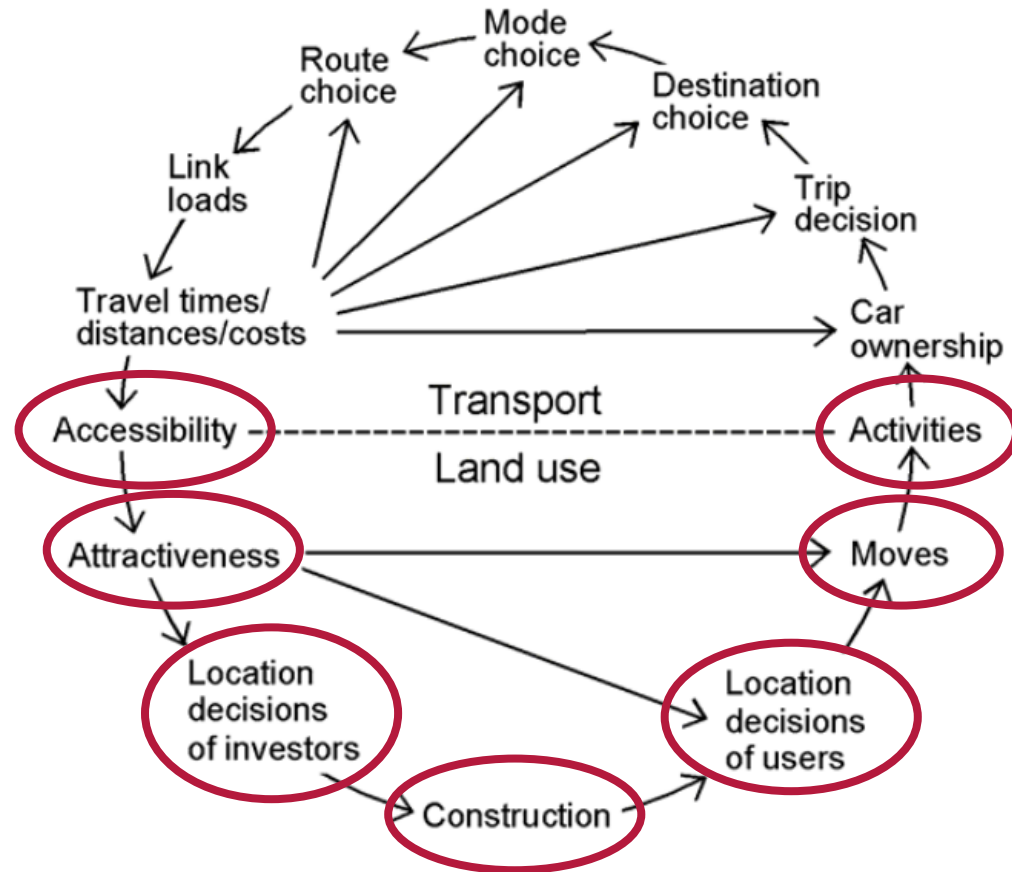 Mode
choice
Route
choice
Destination
choice
Link
loads
Trip
decision
Travel times/
distances/costs
Car
ownership
Transport
Accessibility
Activities
Land use
Attractiveness
Moves
Location
decisions
of investors
Location
decisions
of users
Construction